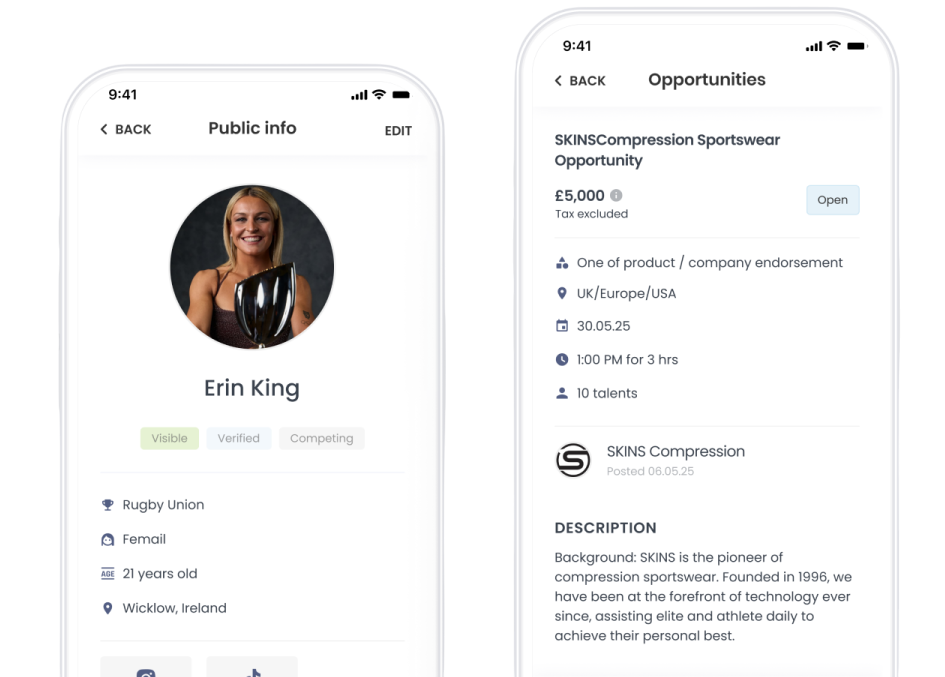 9:41
BACK
Public info
EDIT
Erin King
Visible
Verified
Competing
Rugby Union
Femail
AGE
21 years old
Wicklow, Ireland
9:41
BACK
Opportunities
SKINSCompression Sportswear
Opportunity
£5,000
Tax excluded
Open
One of product / company endorsement
UK/Europe/USA
30.05.25
1:00 PM for 3 hrs
10 talents
SKINS Compression
Posted 06.05.25
DESCRIPTION
Background: SKINS is the pioneer of
compression sportswear. Founded in 1996, we
have been at the forefront of technology ever
since, assisting elite and athlete daily to
achieve their personal best.